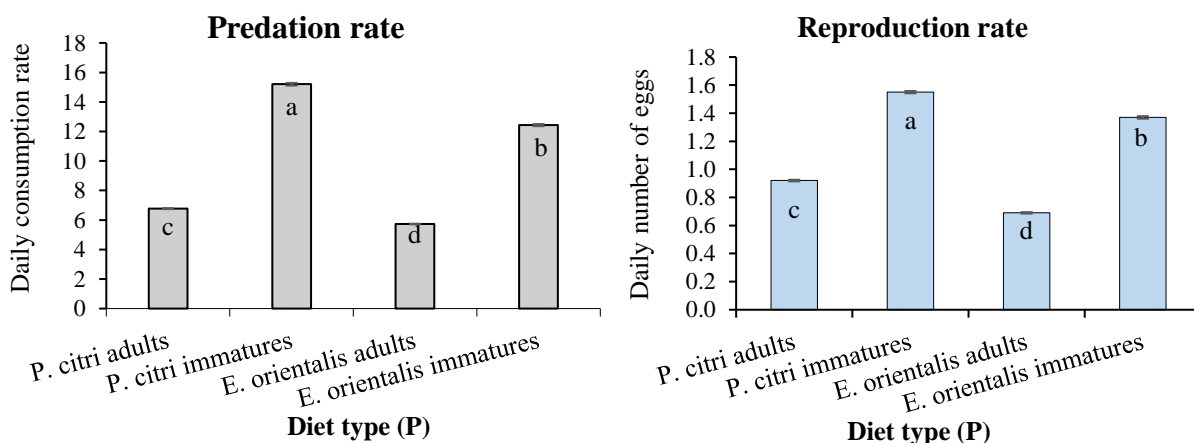 Predation rate
Daily consumption rate
18
16
14
12
10
8
6
4
2
0
c
a
d
b
P. citri adults
P. citri immatures
E. orientalis adults
E. orientalis immatures
Diet type (P)
Reproduction rate
Daily number of eggs
1.8
1.6
1.4
1.2
1.0
0.8
0.6
0.4
0.2
0.0
c
a
d
b
P. citri adults
P. citri immatures
E. orientalis adults
E. orientalis immatures
Diet type (P)